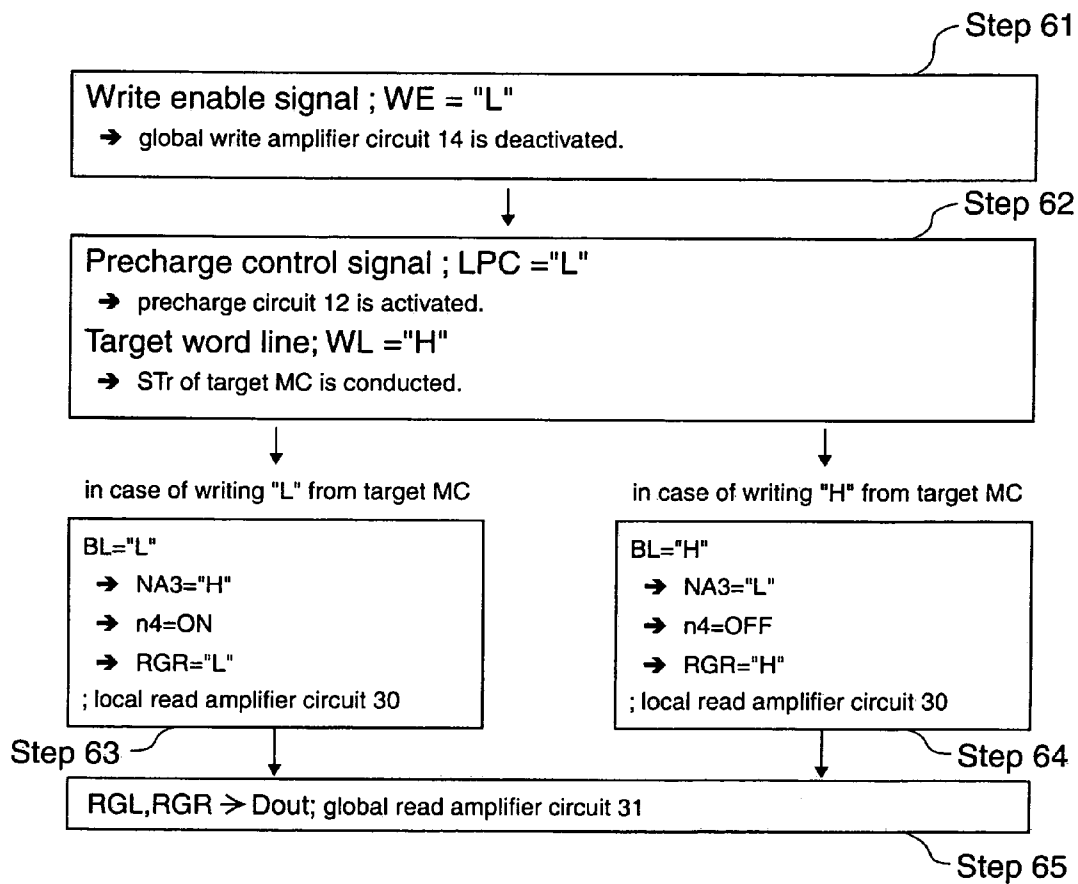 Step 61
Write enable signal ; WE = "L"
➔ global write amplifier circuit 14 is deactivated.
Step 62
Precharge control signal ; LPC ="L"
➔ precharge circuit 12 is activated.
Target word line; WL ="H"
➔ STr of target MC is conducted.
in case of writing "L" from target MC
BL="L"
➔ NA3="H"
➔ n4=ON
➔ RGR="L"
; local read amplifier circuit 30
Step 63
in case of writing "H" from target MC
BL="H"
➔ NA3="L"
➔ n4=OFF
➔ RGR="H"
; local read amplifier circuit 30
Step 64
RGL,RGR → Dout; global read amplifier circuit 31
Step 65